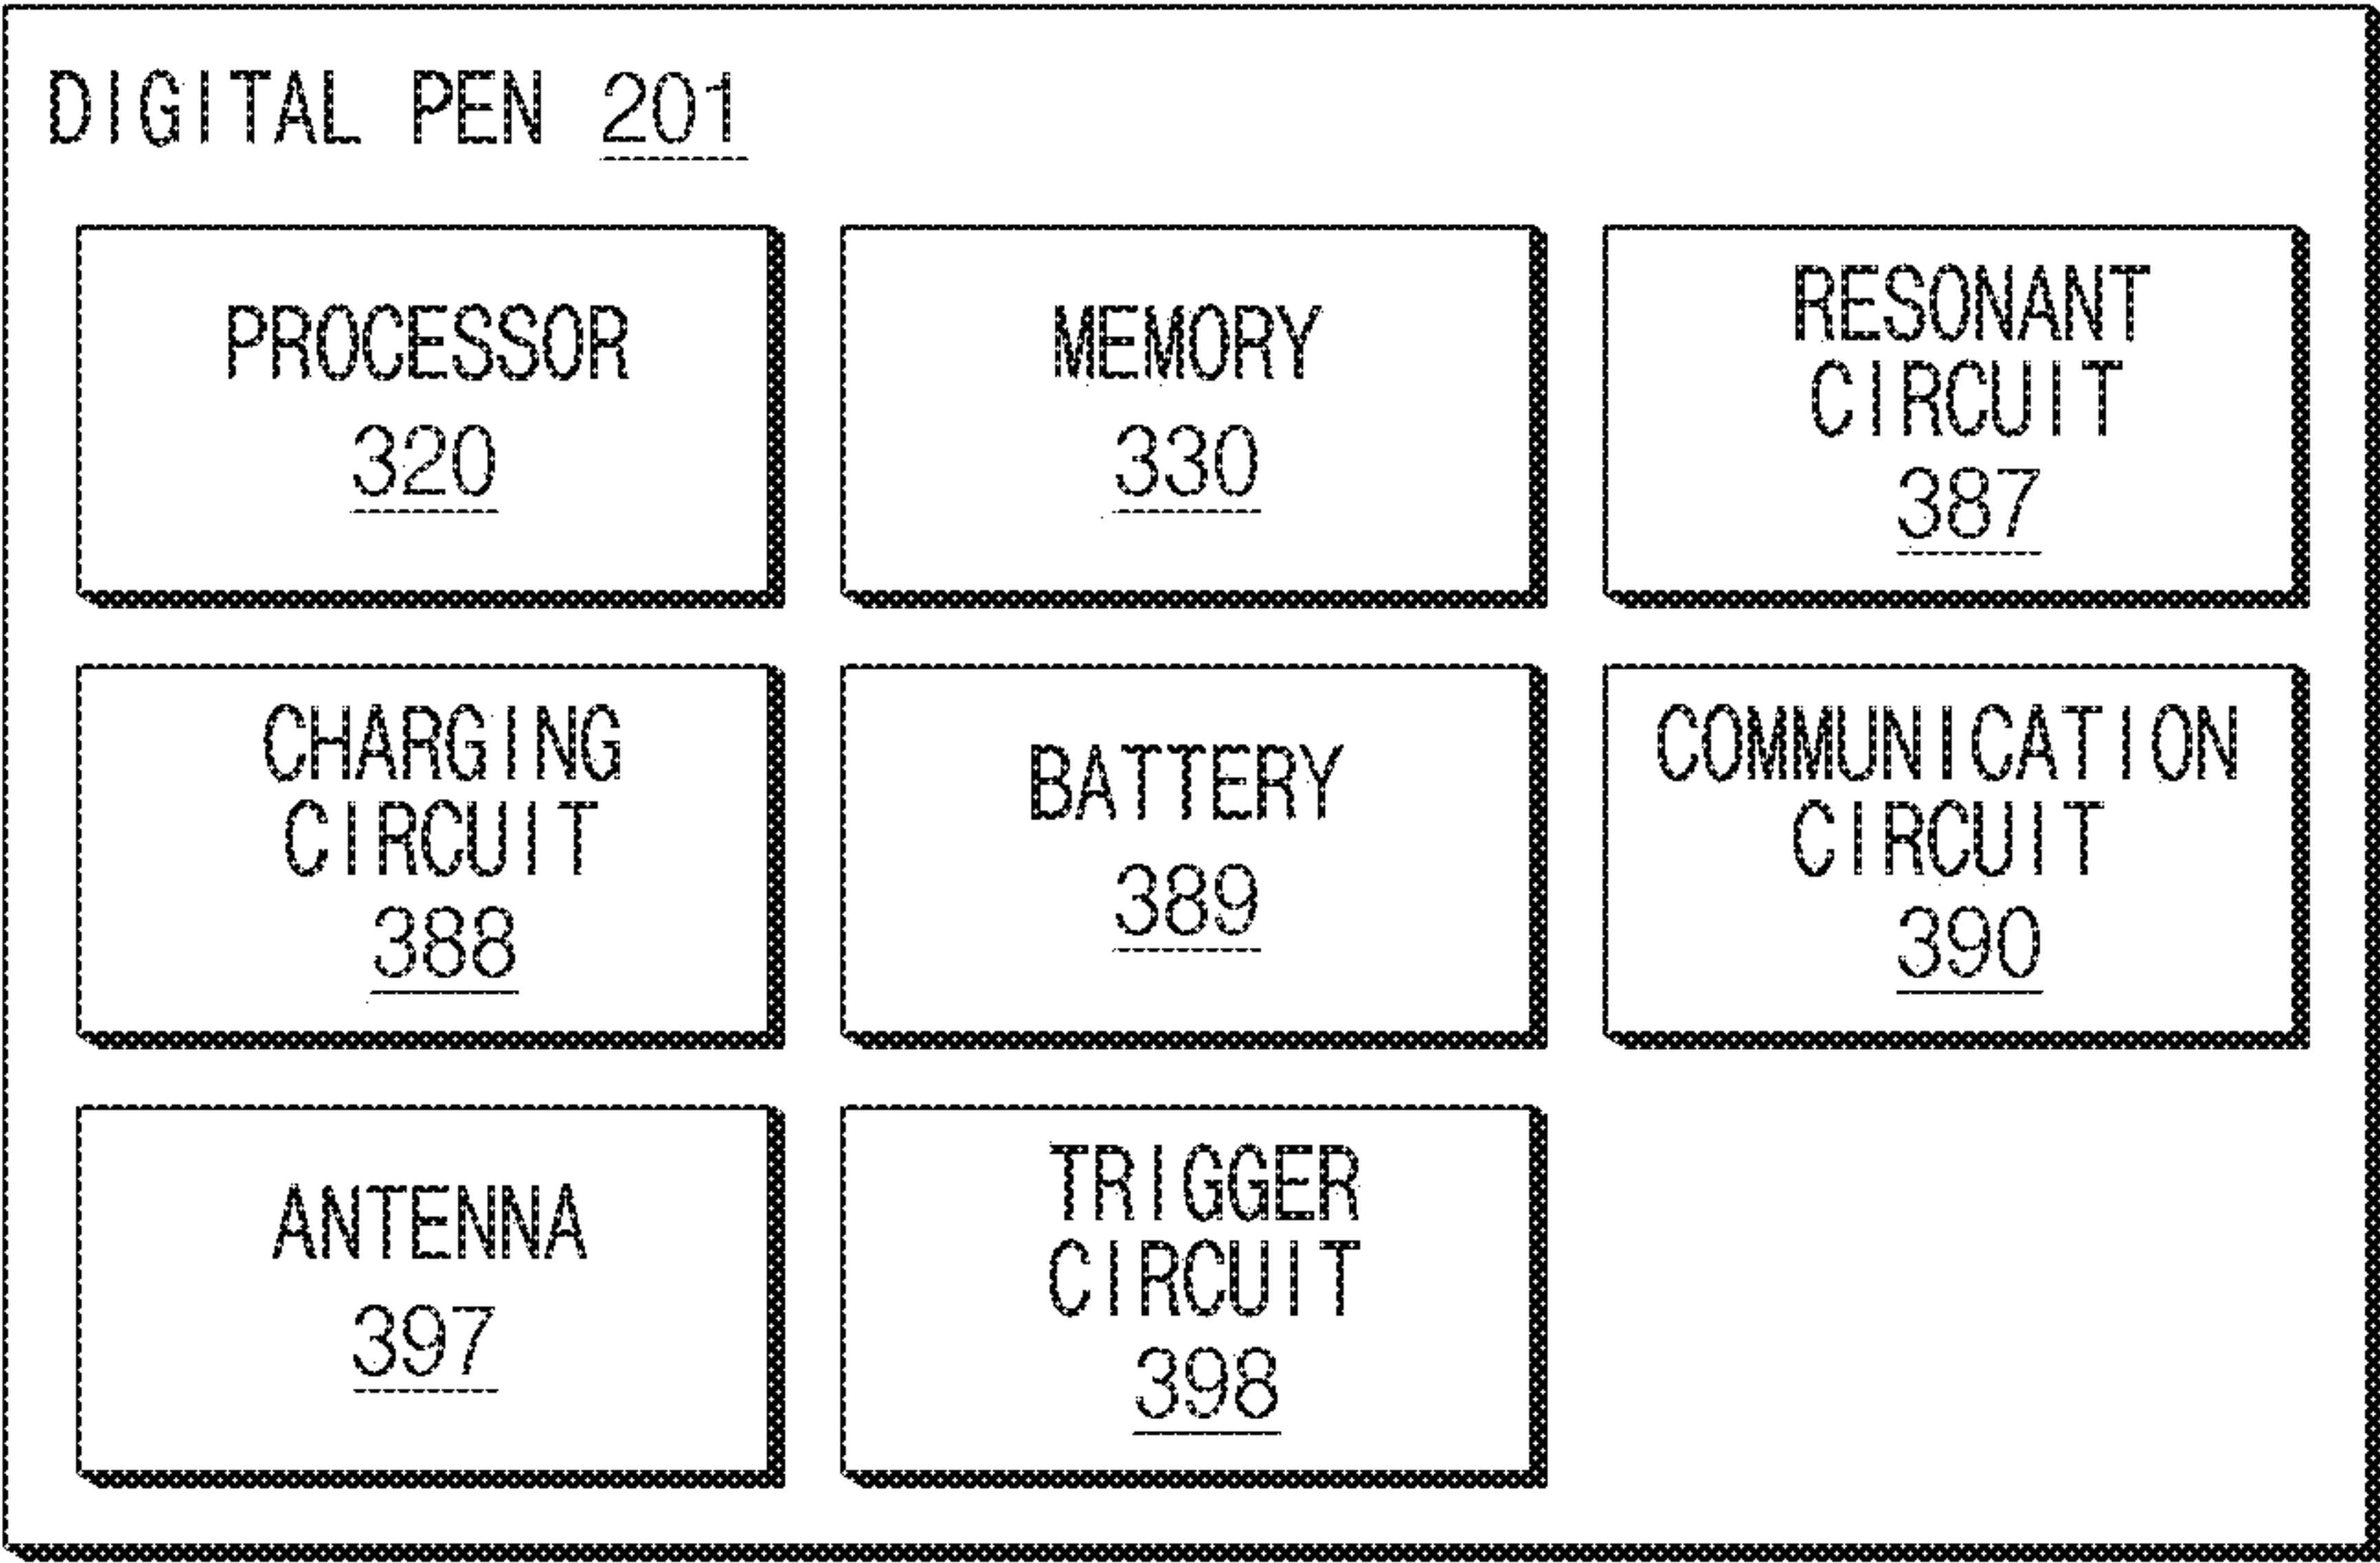 DIGITAL PEN 201
PROCESSOR
320
MEMORY
330
RESONANT
CIRCUIT
387
CHARGING
CIRCUIT
388
BATTERY
389
COMMUNICATION
CIRCUIT
390
ANTENNA
397
TRIGGER
CIRCUIT
398